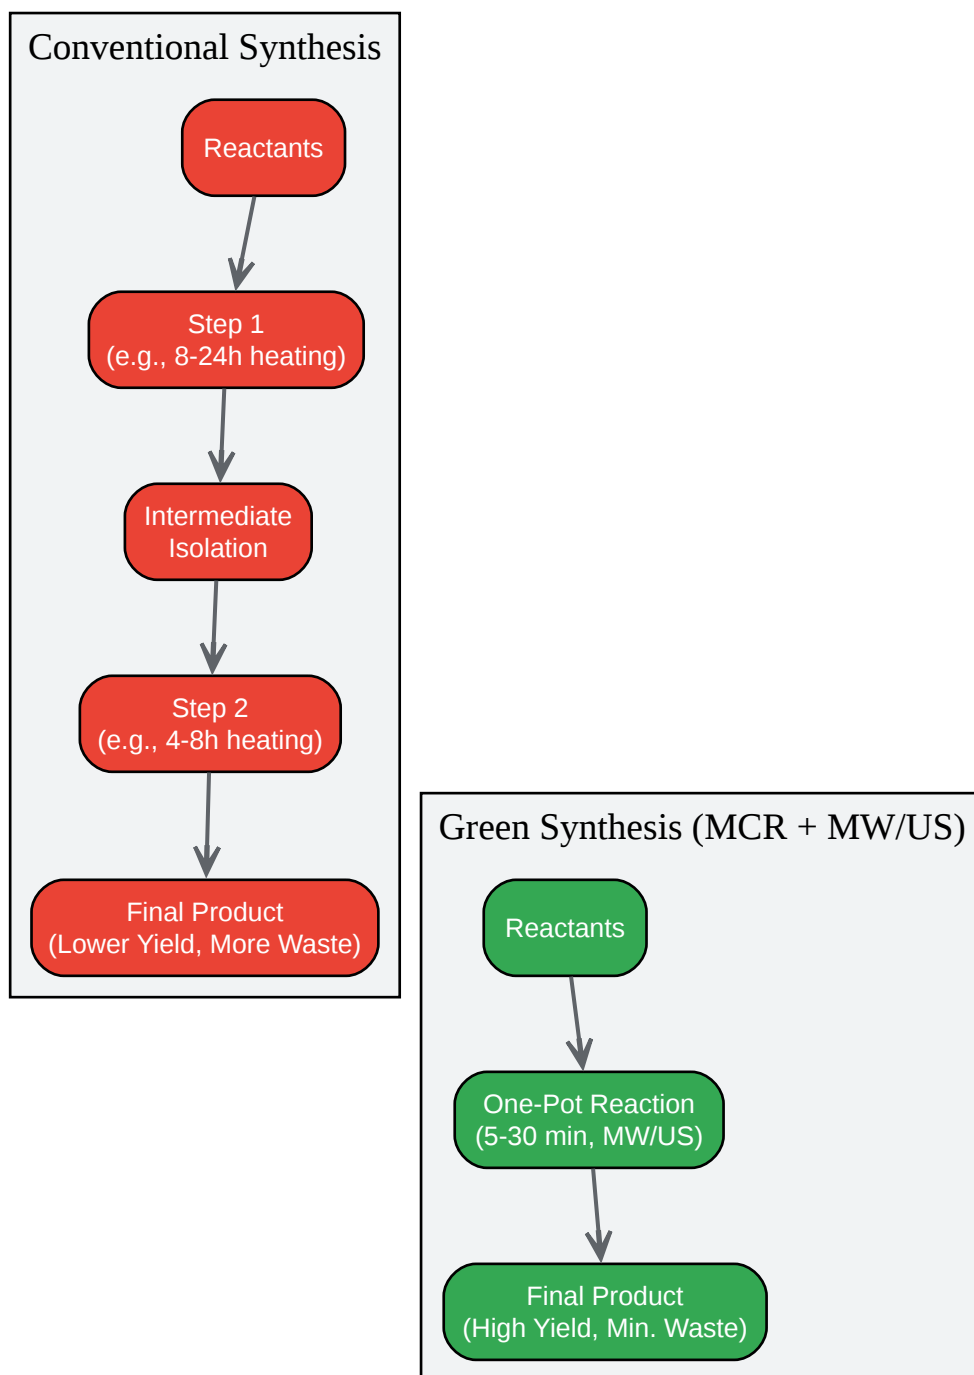 Conventional Synthesis
Reactants
Step 1
(e.g., 8-24h heating)
Intermediate
Isolation
Step 2
(e.g., 4-8h heating)
Final Product
(Lower Yield, More Waste)
Green Synthesis (MCR + MW/US)
Reactants
One-Pot Reaction
(5-30 min, MW/US)
Final Product
(High Yield, Min. Waste)